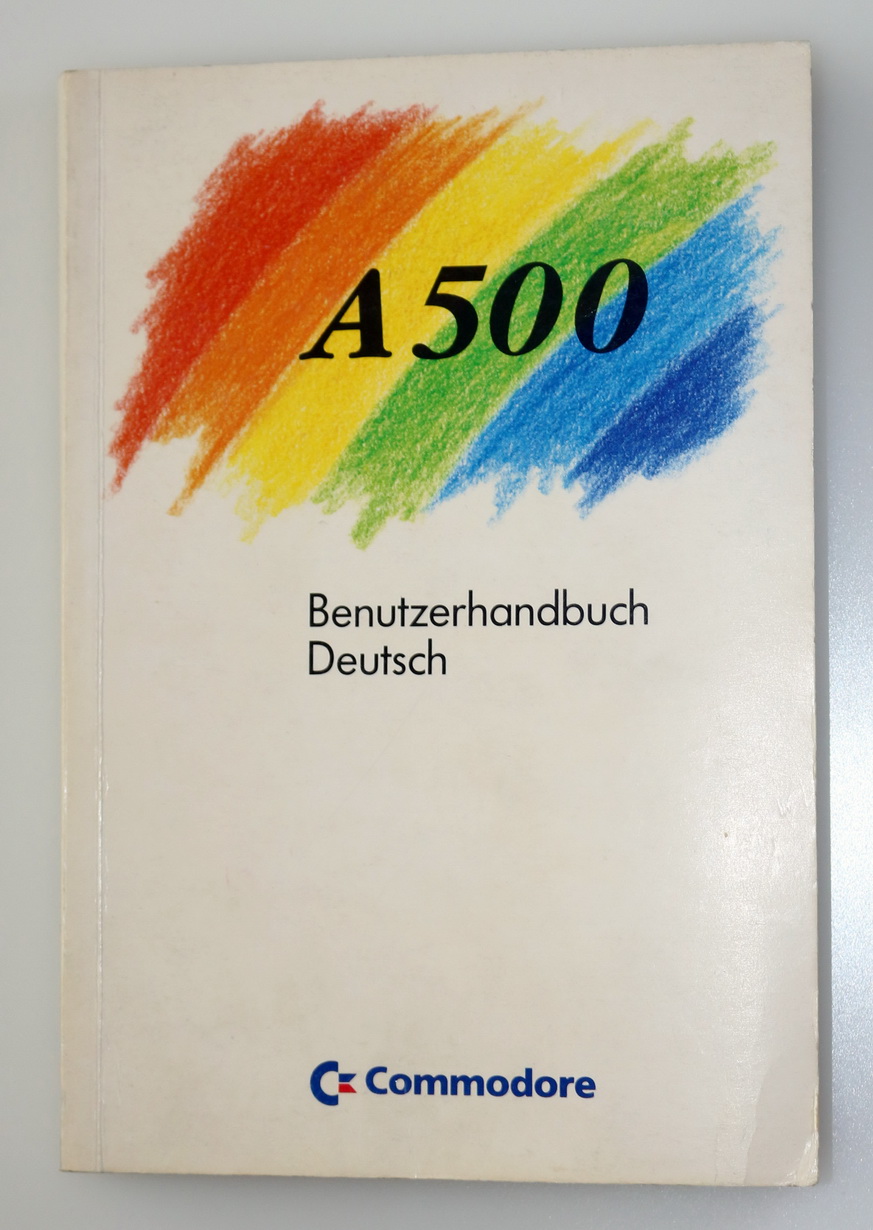 A500
Benutzerhandbuch
Deutsch
Commodore